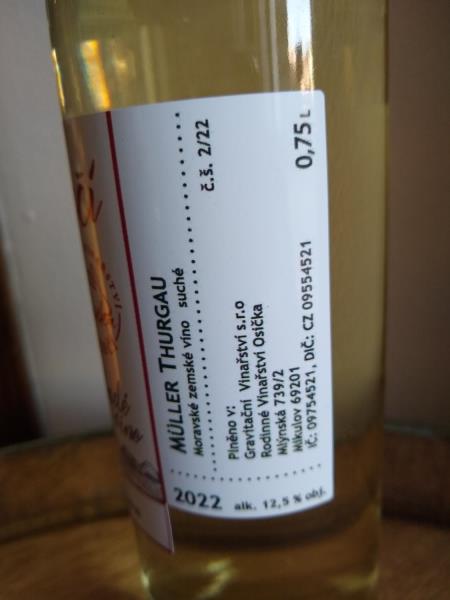 MÜLLER THURGAU
Moravské zemské víno suché
č.š. 2/22
Plněno v:
Gravitační Vinařství s.r.o
Rodinné Vinařství Osička
Mlýnská 739/2
Mikulov 69201
IČ: 09754521, DIČ: CZ 09554521
0,75 L
2022 alk. 12,5 % obj.